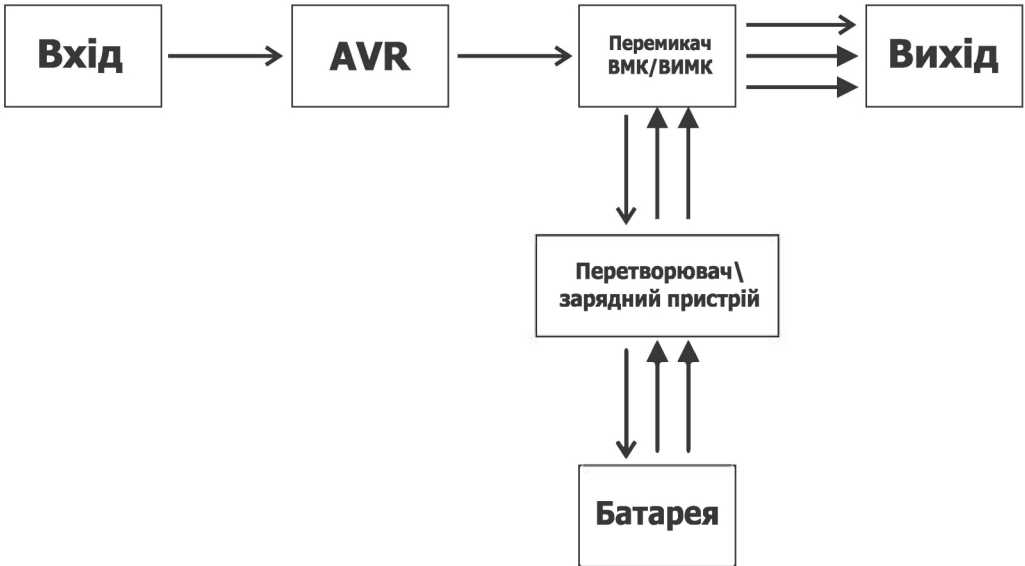 Вхід
AVR
Перемикач
ВМК/ВИМК
Вихід
Перетворювач\
зарядний пристрій
Батарея